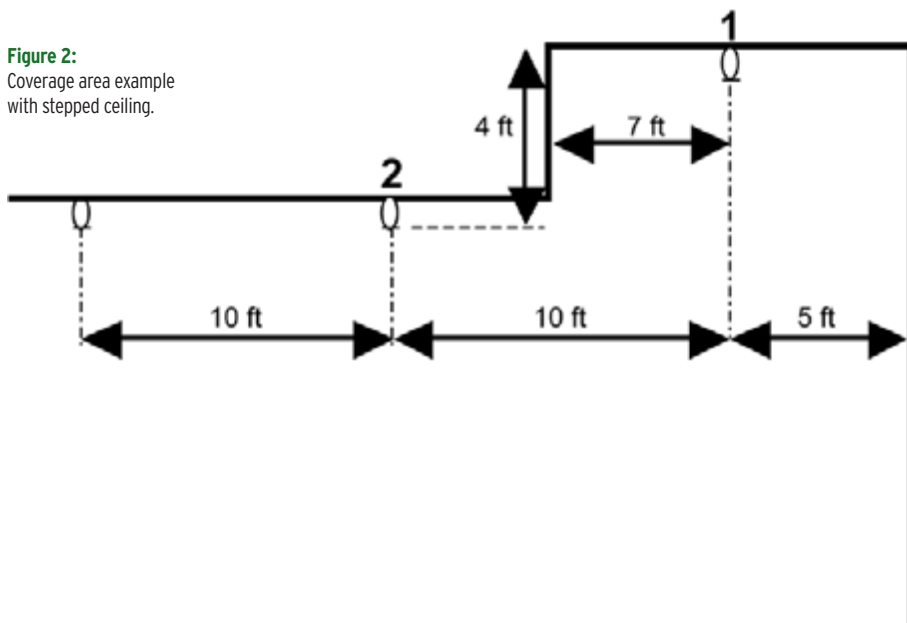 Figure 2:
Coverage area example
with stepped ceiling.
1
4 ft
7 ft
2
10 ft
10 ft
5 ft